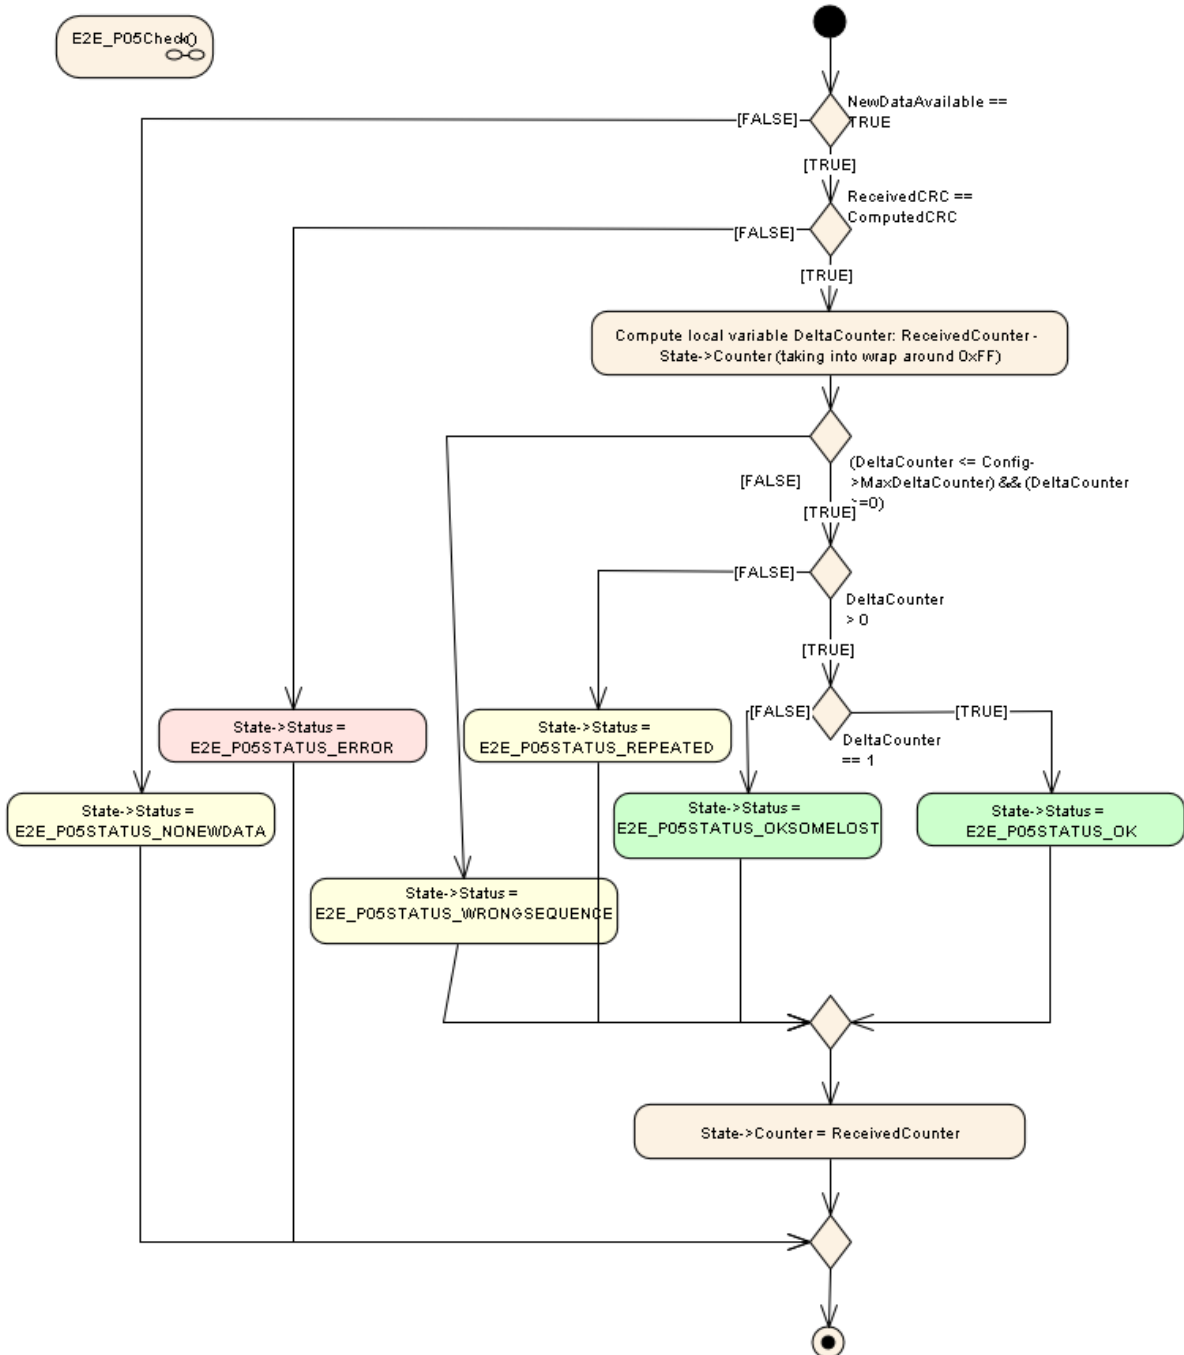 E2E_P05Check()
NewDataAvailable ==
TRUE
[FALSE]
[TRUE]
ReceivedCRC ==
ComputedCRC
[FALSE]
[TRUE]
Compute local variable DeltaCounter: ReceivedCounter -
State->Counter (taking into wrap around 0xFF)
(DeltaCounter <= Config-
>MaxDeltaCounter) && (DeltaCounter
>=0)
[FALSE]
[TRUE]
[FALSE]
DeltaCounter
> 0
[TRUE]
[FALSE]
[TRUE]
DeltaCounter
== 1
State->Status =
E2E_P05STATUS_ERROR
State->Status =
E2E_P05STATUS_REPEATED
State->Status =
E2E_P05STATUS_NONEWDATA
State->Status =
E2E_P05STATUS_OKSOMELOST
State->Status =
E2E_P05STATUS_OK
State->Status =
E2E_P05STATUS_WRONGSEQUENCE
State->Counter = ReceivedCounter